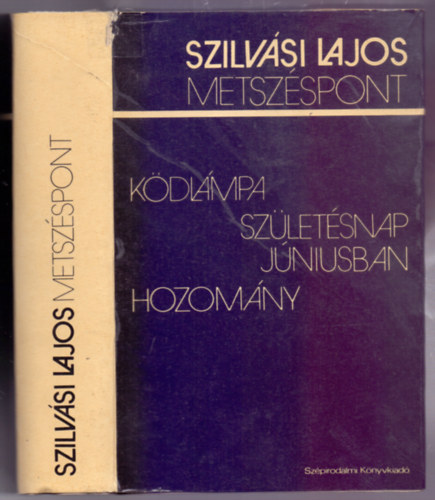 SZILVÁSI LAJOS
METSZÉSPONT
KÖDLÁMPA
SZÜLETÉSNAP
JÚNIUSBAN
HOZOMÁNY
Szépirodalmi Könyvkiadó
SZILVÁSI LAJOS METSZÉSPONT